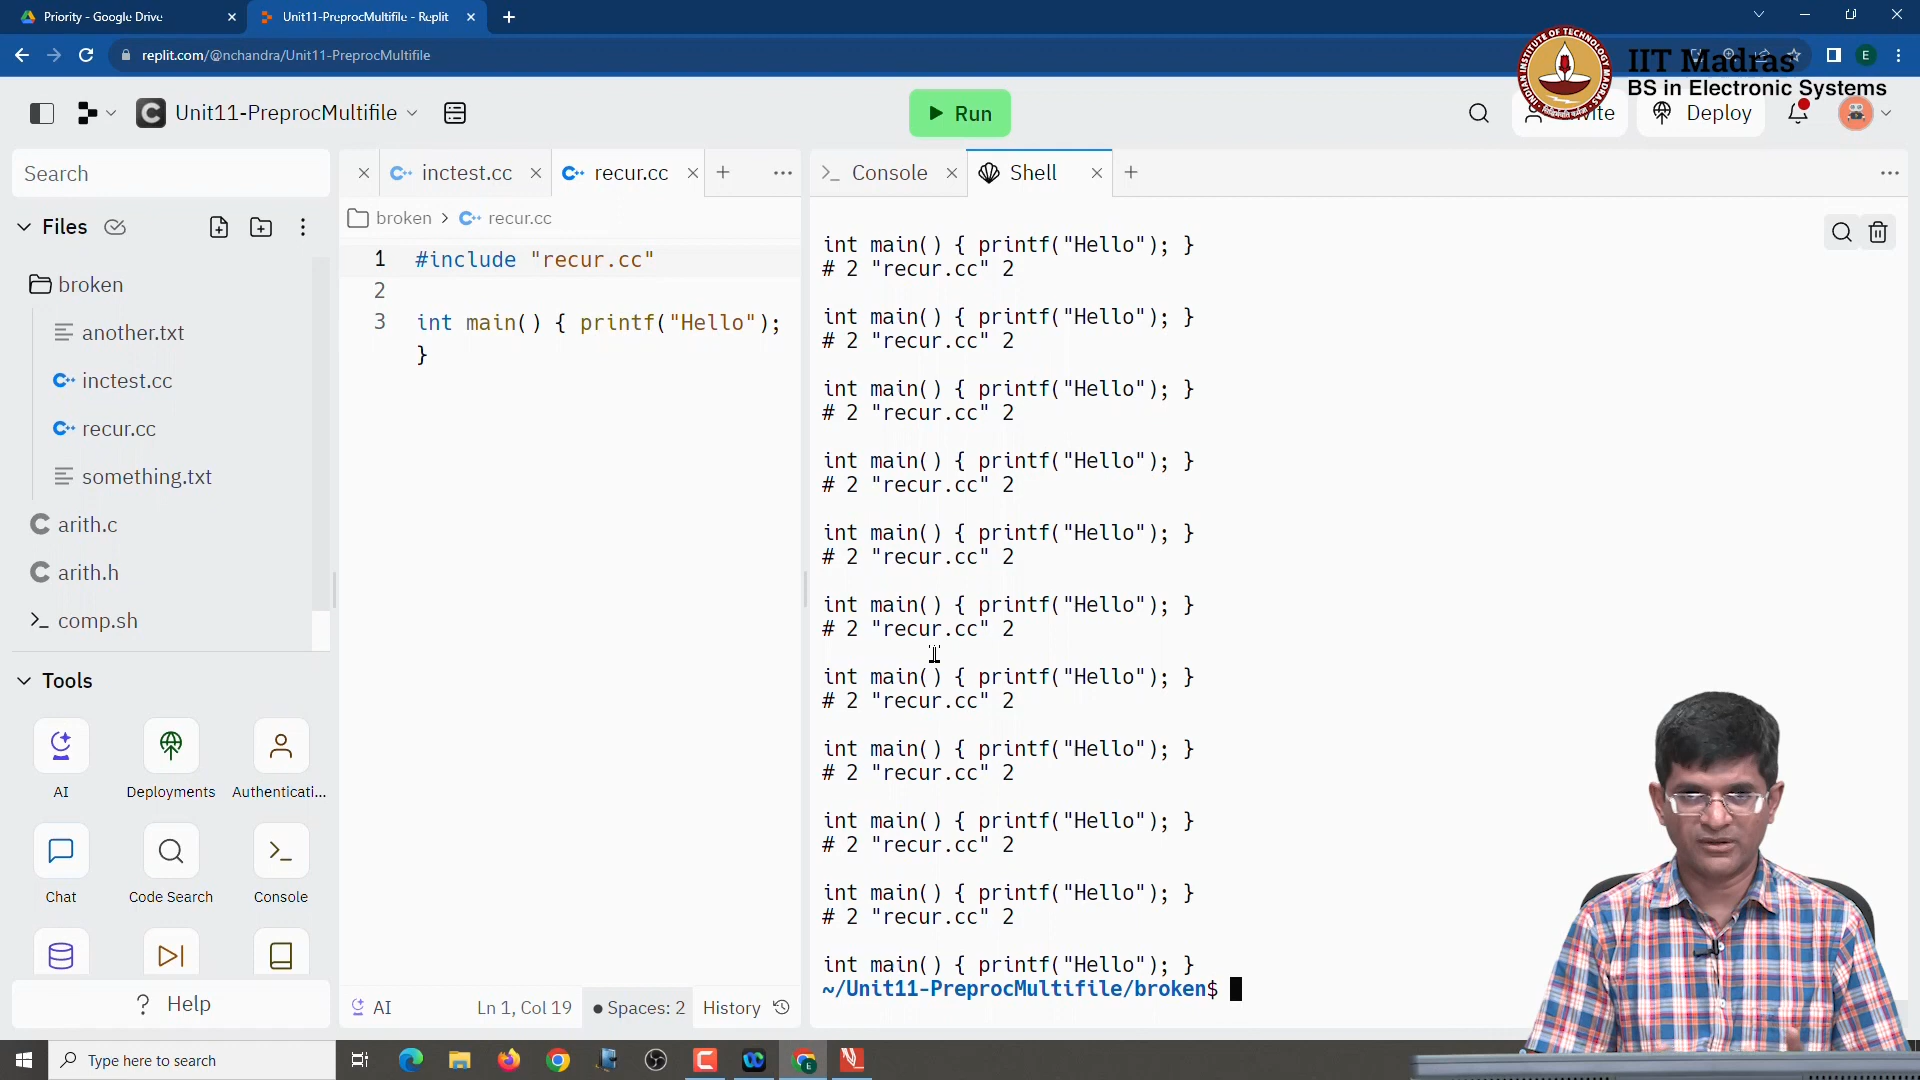 Priority - Google Drive
Unit11-PreprocMultifile - Replit
replit.com/@nchandra/Unit11-PreprocMultifile
E
IIT Madras
BS in Electronic Systems
Unit11-PreprocMultifile
Run
Deploy
Search
inctest.cc
recur.cc
Console
Shell
Files
broken > recur.cc
broken
another.txt
inctest.cc
recur.cc
something.txt
arith.c
arith.h
comp.sh
1 #include "recur.cc"
2
3 int main() { printf("Hello");
}
int main() { printf("Hello"); }
# 2 "recur.cc" 2
int main() { printf("Hello"); }
# 2 "recur.cc" 2
int main() { printf("Hello"); }
# 2 "recur.cc" 2
int main() { printf("Hello"); }
# 2 "recur.cc" 2
int main() { printf("Hello"); }
# 2 "recur.cc" 2
int main() { printf("Hello"); }
# 2 "recur.cc" 2
int main() { printf("Hello"); }
# 2 "recur.cc" 2
int main() { printf("Hello"); }
# 2 "recur.cc" 2
int main() { printf("Hello"); }
# 2 "recur.cc" 2
int main() { printf("Hello"); }
# 2 "recur.cc" 2
int main() { printf("Hello"); }
~/Unit11-PreprocMultifile/broken$
Tools
AI
Deployments
Authenticati...
Chat
Code Search
Console
? Help
AI
Ln 1, Col 19
Spaces: 2
History
Type here to search